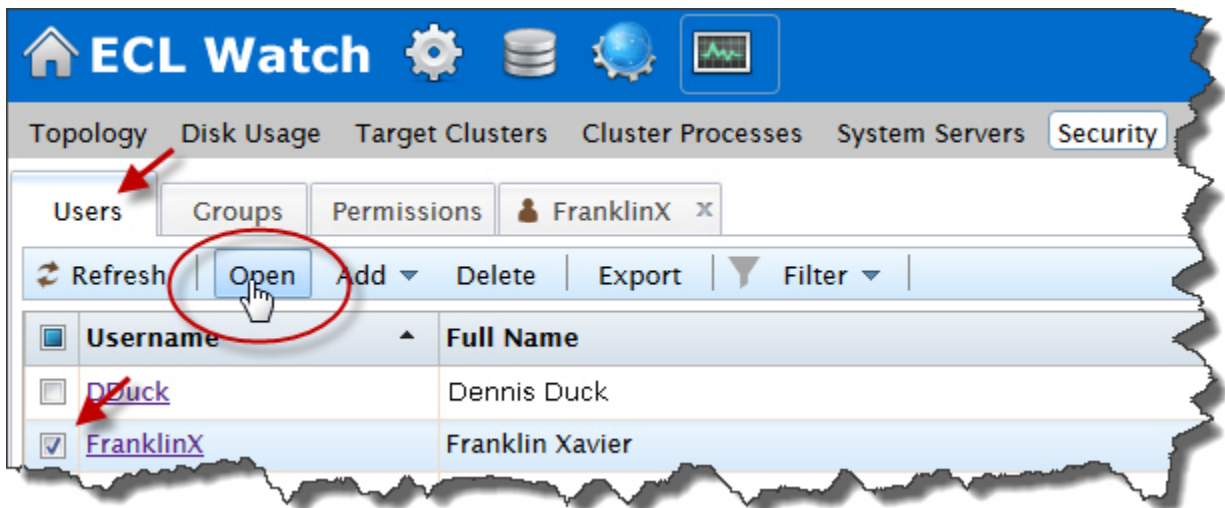 ECL Watch
Topology Disk Usage Target Clusters Cluster Processes System Servers Security
Users Groups Permissions FranklinX x
Refresh Open Add Delete Export Filter
Username Full Name
DDuck Dennis Duck
FranklinX Franklin Xavier